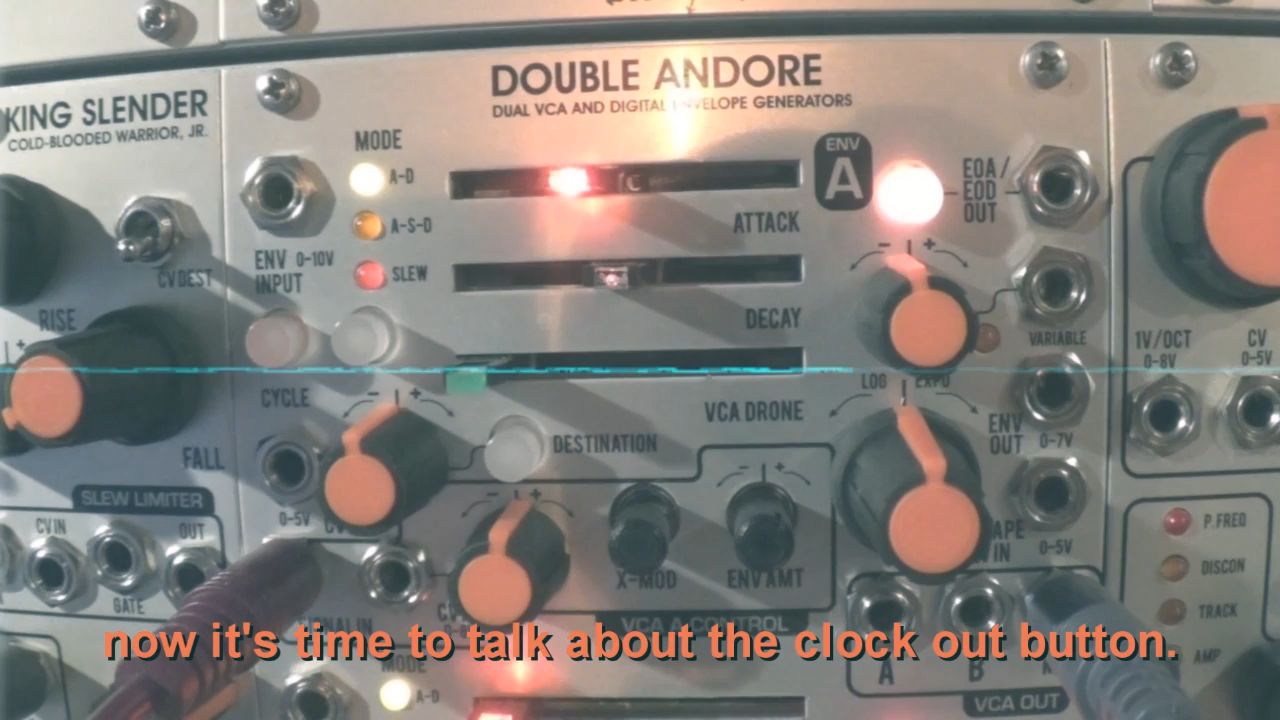 DOUBLE ANDORE
DUAL VCA AND DIGITAL ENVELOPE GENERATORS
KING SLENDER
COLD-BLOODED WARRIOR, JR.
MODE
A-D
A-S-D
SLEW
ENV 0-10V
INPUT
ATTACK
ENV
A
EOA/
EOD
OUT
CV DEST
RISE
DECAY
VARIABLE
1V/OCT
0-8V
CV
0-5V
CYCLE
LOG
EXPO
VCA DRONE
DESTINATION
ENV
OUT
0-7V
FALL
SLEW LIMITER
CV IN
OUT
GATE
0-5V
X-MOD
ENV AMT
0-5V
IN
P.FREQ
DISCON
TRACK
AMP
VCA A CONTROL
now it's time to talk about the clock out button.
MODE
A-D
A
B
VCA OUT